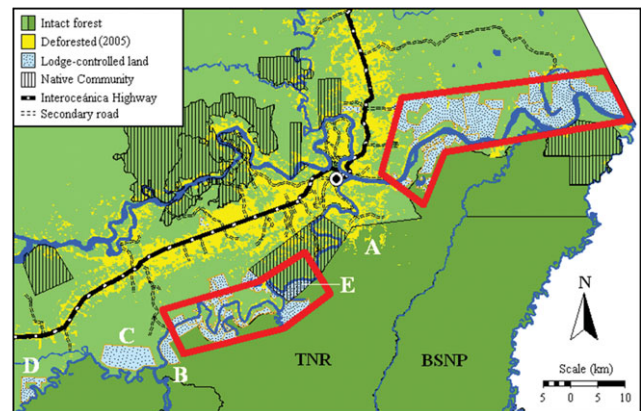 Intact forest
Deforested (2005)
Lodge-controlled land
Native Community
Interoceánica Highway
Secondary road
A
E
C
D
B
TNR
BSNP
N
Scale (km)
5 0 5 10